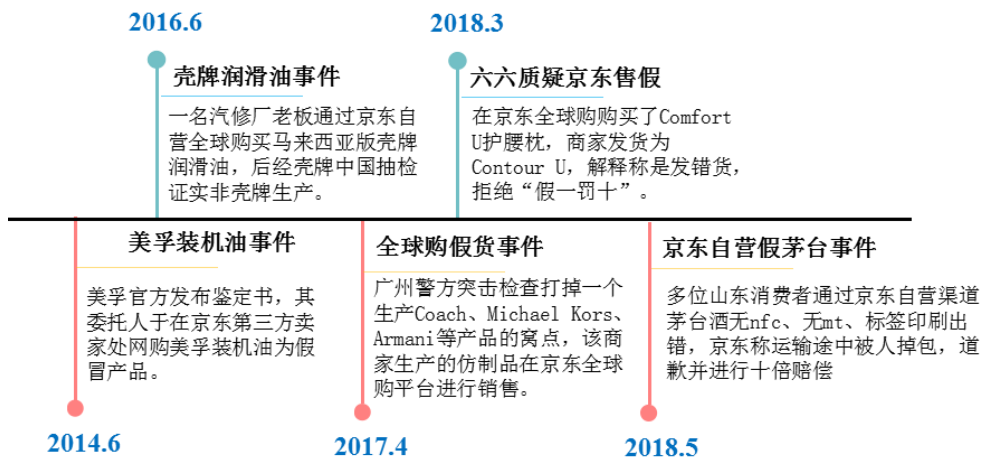 2016.6
壳牌润滑油事件
一名汽修厂老板通过京东自
营全球购买马来西亚版壳牌
润滑油，后经壳牌中国抽检
证实非壳牌生产。
2018.3
六六质疑京东售假
在京东全球购购买了Comfort
U护腰枕，商家发货为
Contour U，解释称是发错货，
拒绝“假一罚十”。
美孚装机油事件
美孚官方发布鉴定书，其
委托人于在京东第三方卖
家处网购美孚装机油为假
冒产品。
2014.6
全球购假货事件
广州警方突击检查打掉一个
生产Coach、Michael Kors、
Armani等产品的窝点，该商
家生产的仿制品在京东全球
购平台进行销售。
2017.4
京东自营假茅台事件
多位山东消费者通过京东自营渠道
茅台酒无nfc、无mt、标签印刷出
错，京东称运输途中被人掉包，道
歉并进行十倍赔偿
2018.5